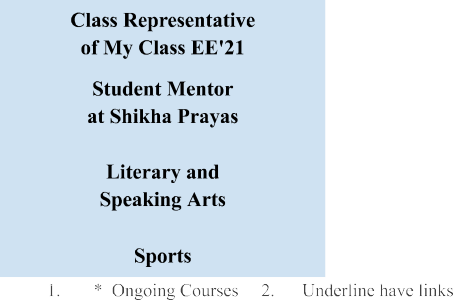 Class Representative
of My Class EE'21
Student Mentor
at Shikha Prayas
Literary and
Speaking Arts
Sports
1. * Ongoing Courses 2. Underline have links